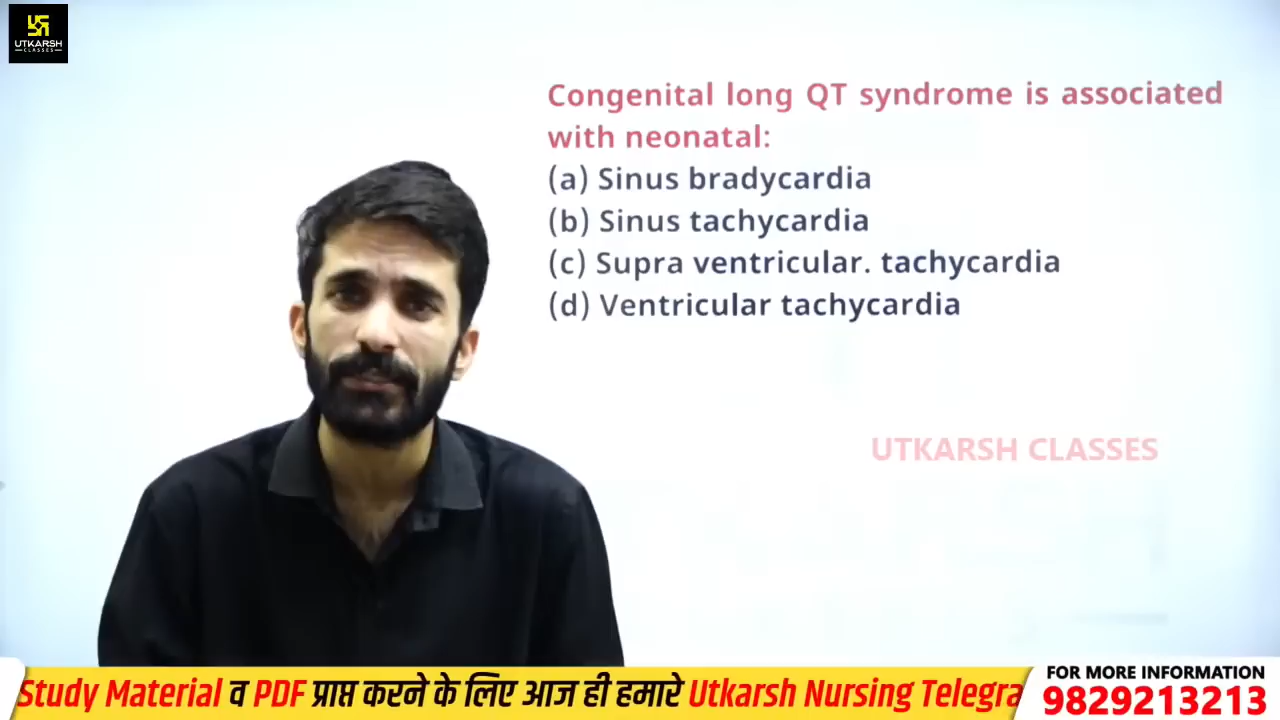 UTKARSH
CLASSES
Congenital long QT syndrome is associated
with neonatal:
(a) Sinus bradycardia
(b) Sinus tachycardia
(c) Supra ventricular. tachycardia
(d) Ventricular tachycardia
UTKARSH CLASSES
Study Material व PDF प्राप्त करने के लिए आज ही हमारे Utkarsh Nursing Telegra
FOR MORE INFORMATION
9829213213